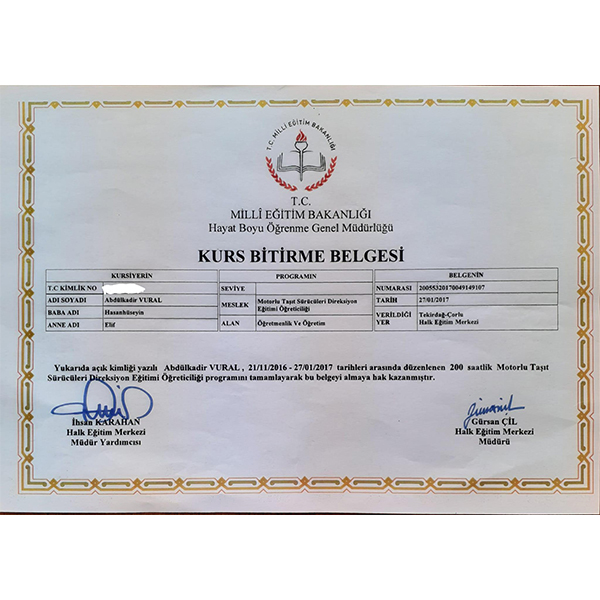 T.C. MİLLİ EĞİTİM BAKANLIĞI
T.C.
MİLLÎ EĞİTİM BAKANLIĞI
Hayat Boyu Öğrenme Genel Müdürlüğü
KURS BİTİRME BELGESİ
KURSİYERİN
T.C KİMLİK NO
ADI SOYADI Abdülkadir VURAL
BABA ADI Hasanhüseyin
ANNE ADI Elif
PROGRAMIN
SEVİYE
MESLEK Motorlu Taşıt Sürücüleri Direksiyon
Eğitimi Öğreticiliği
ALAN Öğretmenlik Ve Öğretim
BELGENİN
NUMARASI 20055320170049149107
TARİH 27/01/2017
VERİLDİĞİ YER Tekirdağ-Çorlu
Halk Eğitim Merkezi
Yukarıda açık kimliği yazılı Abdülkadir VURAL , 21/11/2016 - 27/01/2017 tarihleri arasında düzenlenen 200 saatlik Motorlu Taşıt
Sürücüleri Direksiyon Eğitimi Öğreticiliği programını tamamlayarak bu belgeyi almaya hak kazanmıştır.
İhsan KARAHAN
Halk Eğitim Merkezi
Müdür Yardımcısı
Gürsan ÇİL
Halk Eğitim Merkezi
Müdürü